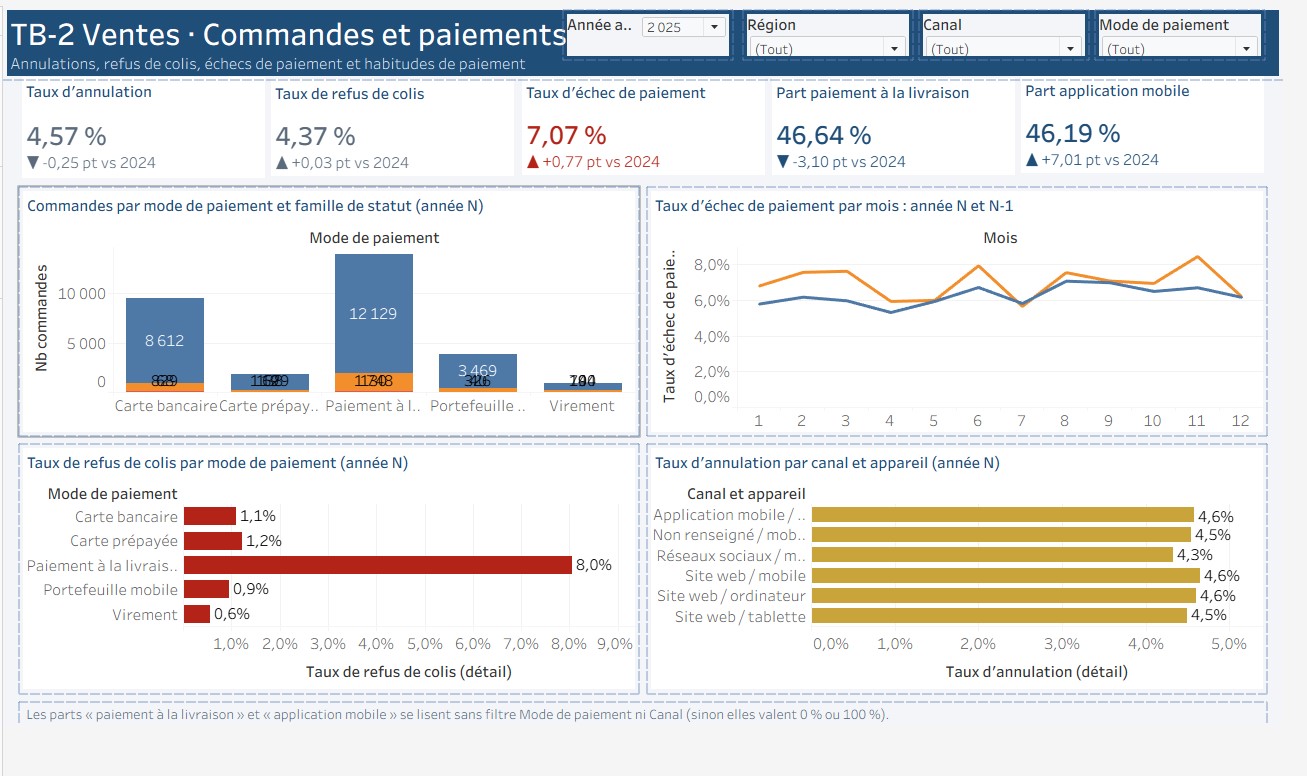 TB-2 Ventes · Commandes et paiements
Annulations, refus de colis, échecs de paiement et habitudes de paiement
Année a..
2 025
Région
(Tout)
Canal
(Tout)
Mode de paiement
(Tout)
Taux d’annulation
4,57 %
▼ -0,25 pt vs 2024
Taux de refus de colis
4,37 %
▲ +0,03 pt vs 2024
Taux d’échec de paiement
7,07 %
▲ +0,77 pt vs 2024
Part paiement à la livraison
46,64 %
▼ -3,10 pt vs 2024
Part application mobile
46,19 %
▲ +7,01 pt vs 2024
Commandes par mode de paiement et famille de statut (année N)
Mode de paiement
Nb commandes
10 000
5 000
0
8 612
12 129
3 469
Carte bancaire
Carte prépay..
Paiement à l..
Portefeuille ..
Virement
Taux d’échec de paiement par mois : année N et N-1
Mois
Taux d’échec de paie..
8,0%
6,0%
4,0%
2,0%
0,0%
1 2 3 4 5 6 7 8 9 10 11 12
Taux de refus de colis par mode de paiement (année N)
Mode de paiement
Carte bancaire 1,1%
Carte prépayée 1,2%
Paiement à la livrais.. 8,0%
Portefeuille mobile 0,9%
Virement 0,6%
1,0% 2,0% 3,0% 4,0% 5,0% 6,0% 7,0% 8,0% 9,0%
Taux de refus de colis (détail)
Taux d’annulation par canal et appareil (année N)
Canal et appareil
Application mobile / .. 4,6%
Non renseigné / mob.. 4,5%
Réseaux sociaux / m.. 4,3%
Site web / mobile 4,6%
Site web / ordinateur 4,6%
Site web / tablette 4,5%
0,0% 1,0% 2,0% 3,0% 4,0% 5,0%
Taux d’annulation (détail)
Les parts « paiement à la livraison » et « application mobile » se lisent sans filtre Mode de paiement ni Canal (sinon elles valent 0 % ou 100 %).